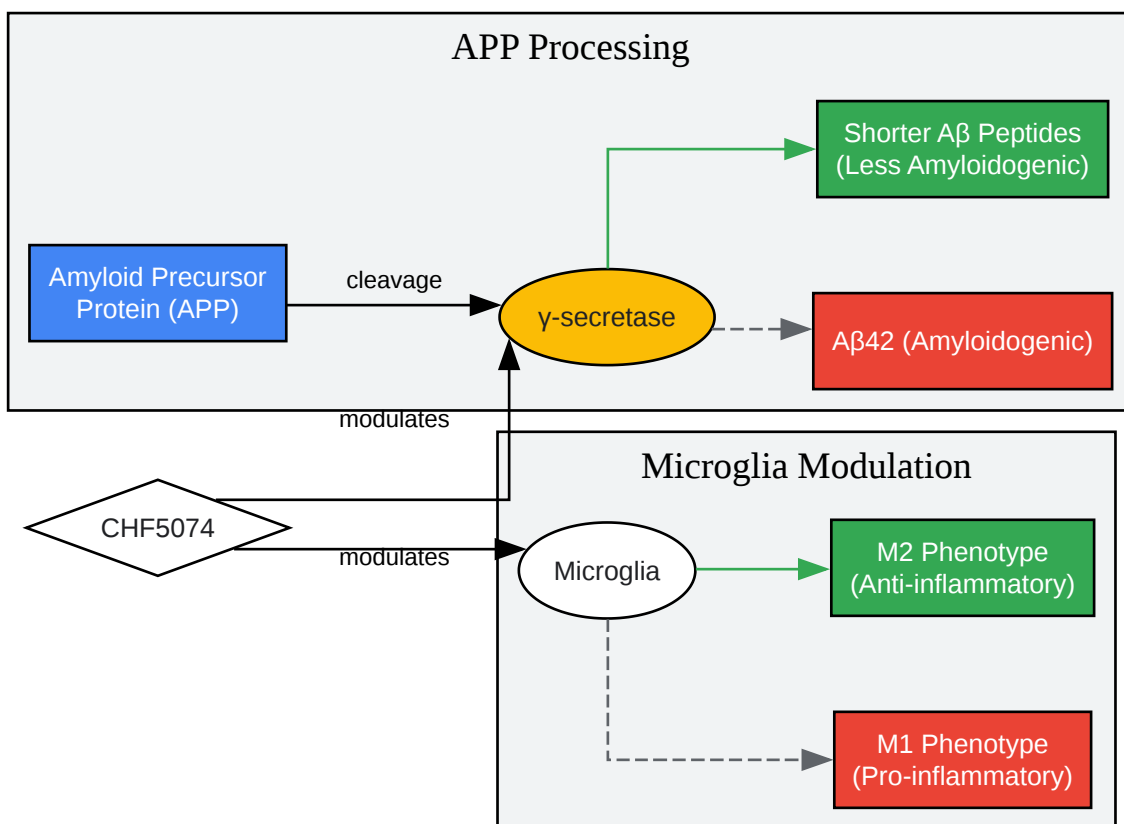 APP Processing
Shorter Aβ Peptides
(Less Amyloidogenic)
Amyloid Precursor
Protein (APP)
cleavage
γ-secretase
Aβ42 (Amyloidogenic)
modulates
Microglia Modulation
CHF5074
modulates
Microglia
M2 Phenotype
(Anti-inflammatory)
M1 Phenotype
(Pro-inflammatory)